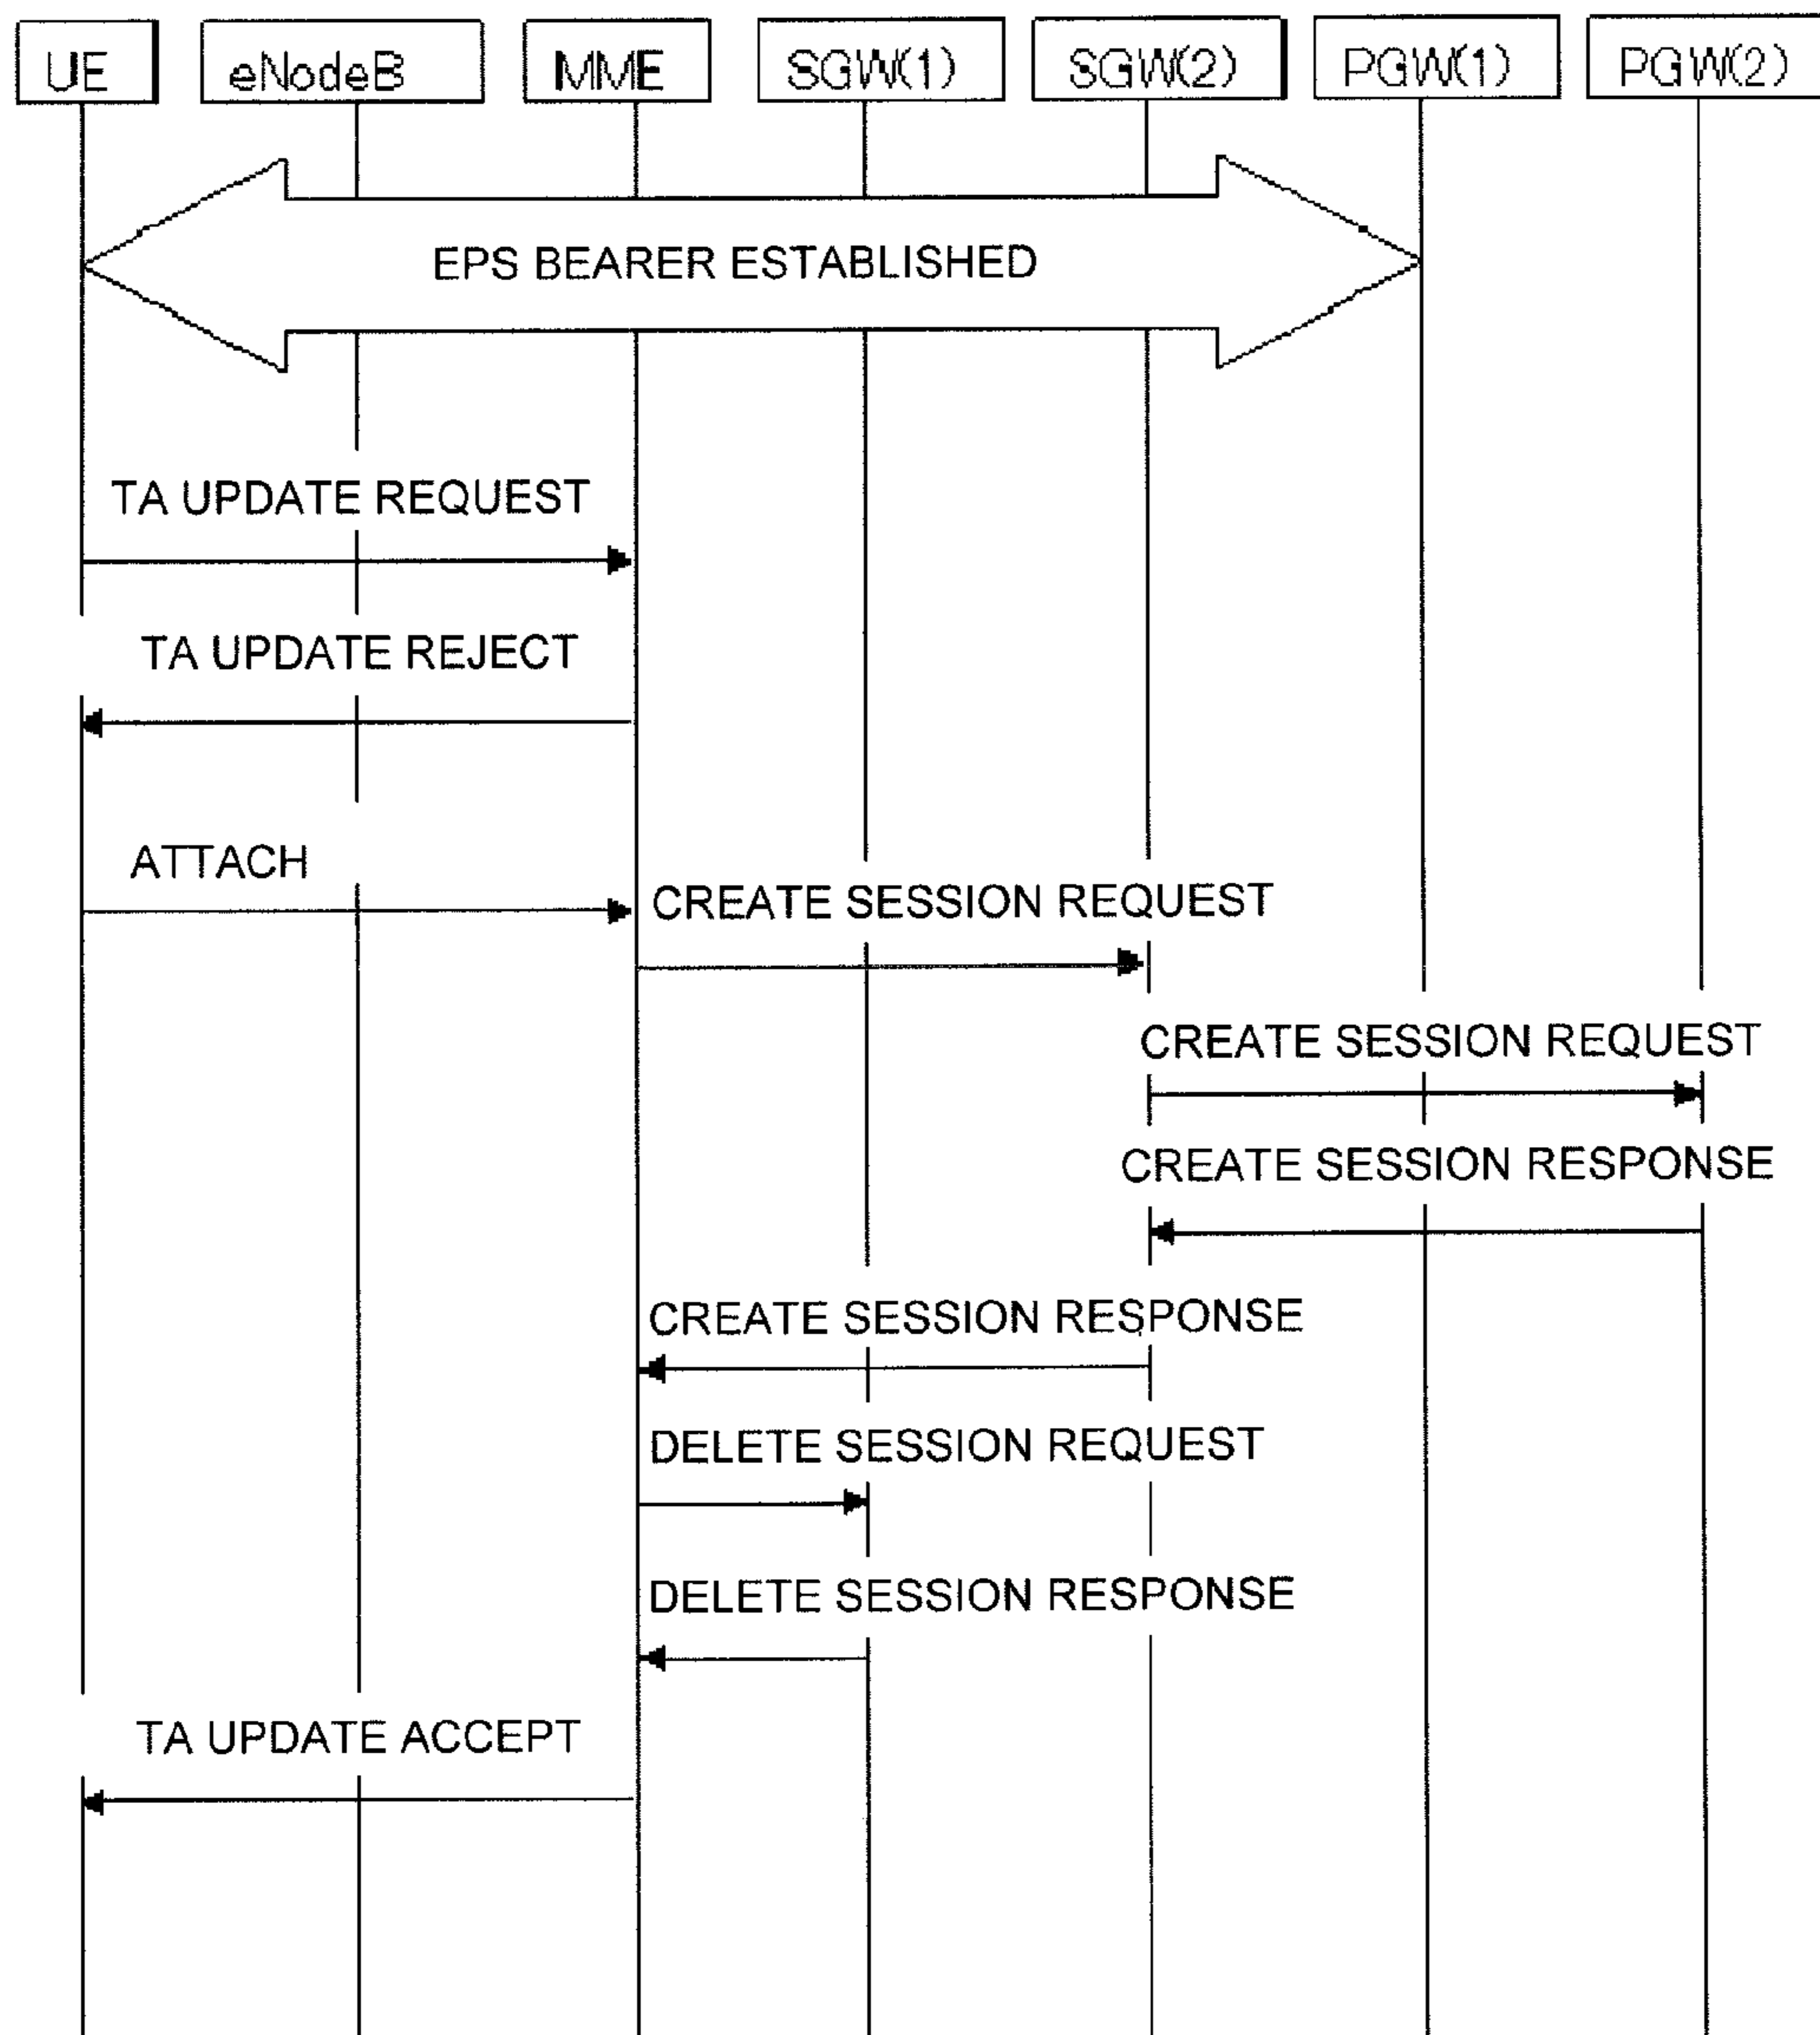 UE eNodeB MME SGW(1) SGW(2) PGW(1) PGW(2)
EPS BEARER ESTABLISHED
TA UPDATE REQUEST
TA UPDATE REJECT
ATTACH
CREATE SESSION REQUEST
CREATE SESSION REQUEST
CREATE SESSION RESPONSE
CREATE SESSION RESPONSE
DELETE SESSION REQUEST
DELETE SESSION RESPONSE
TA UPDATE ACCEPT